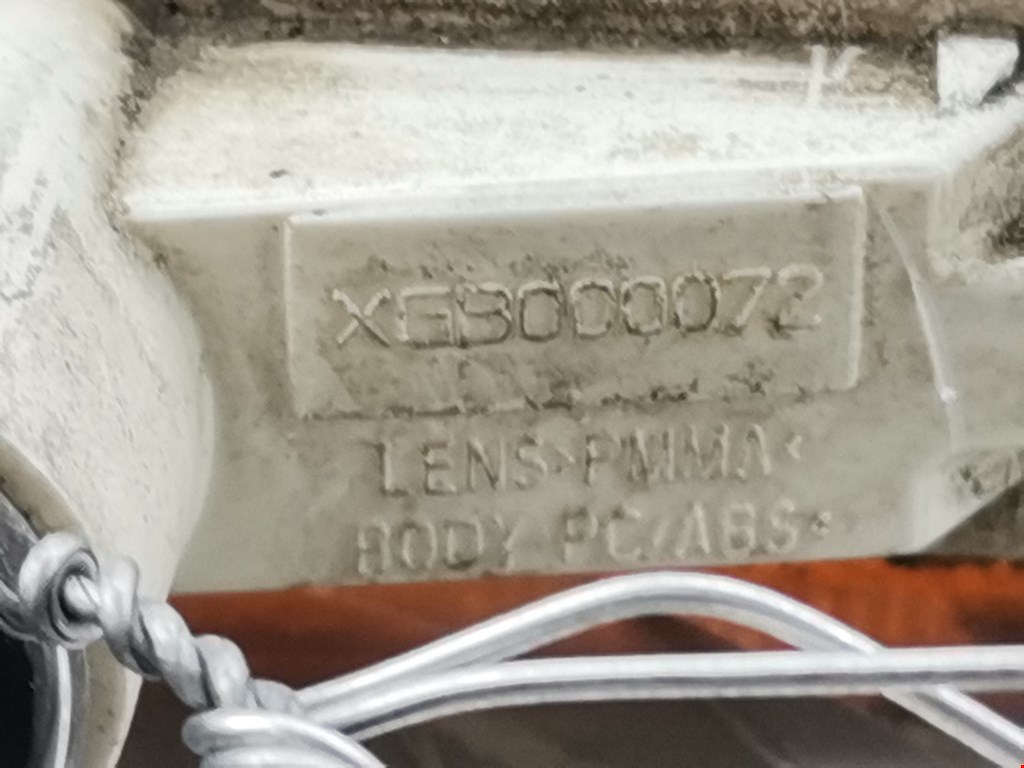 XGB000072
LENS>PMMA<
BODY PC/ABS<